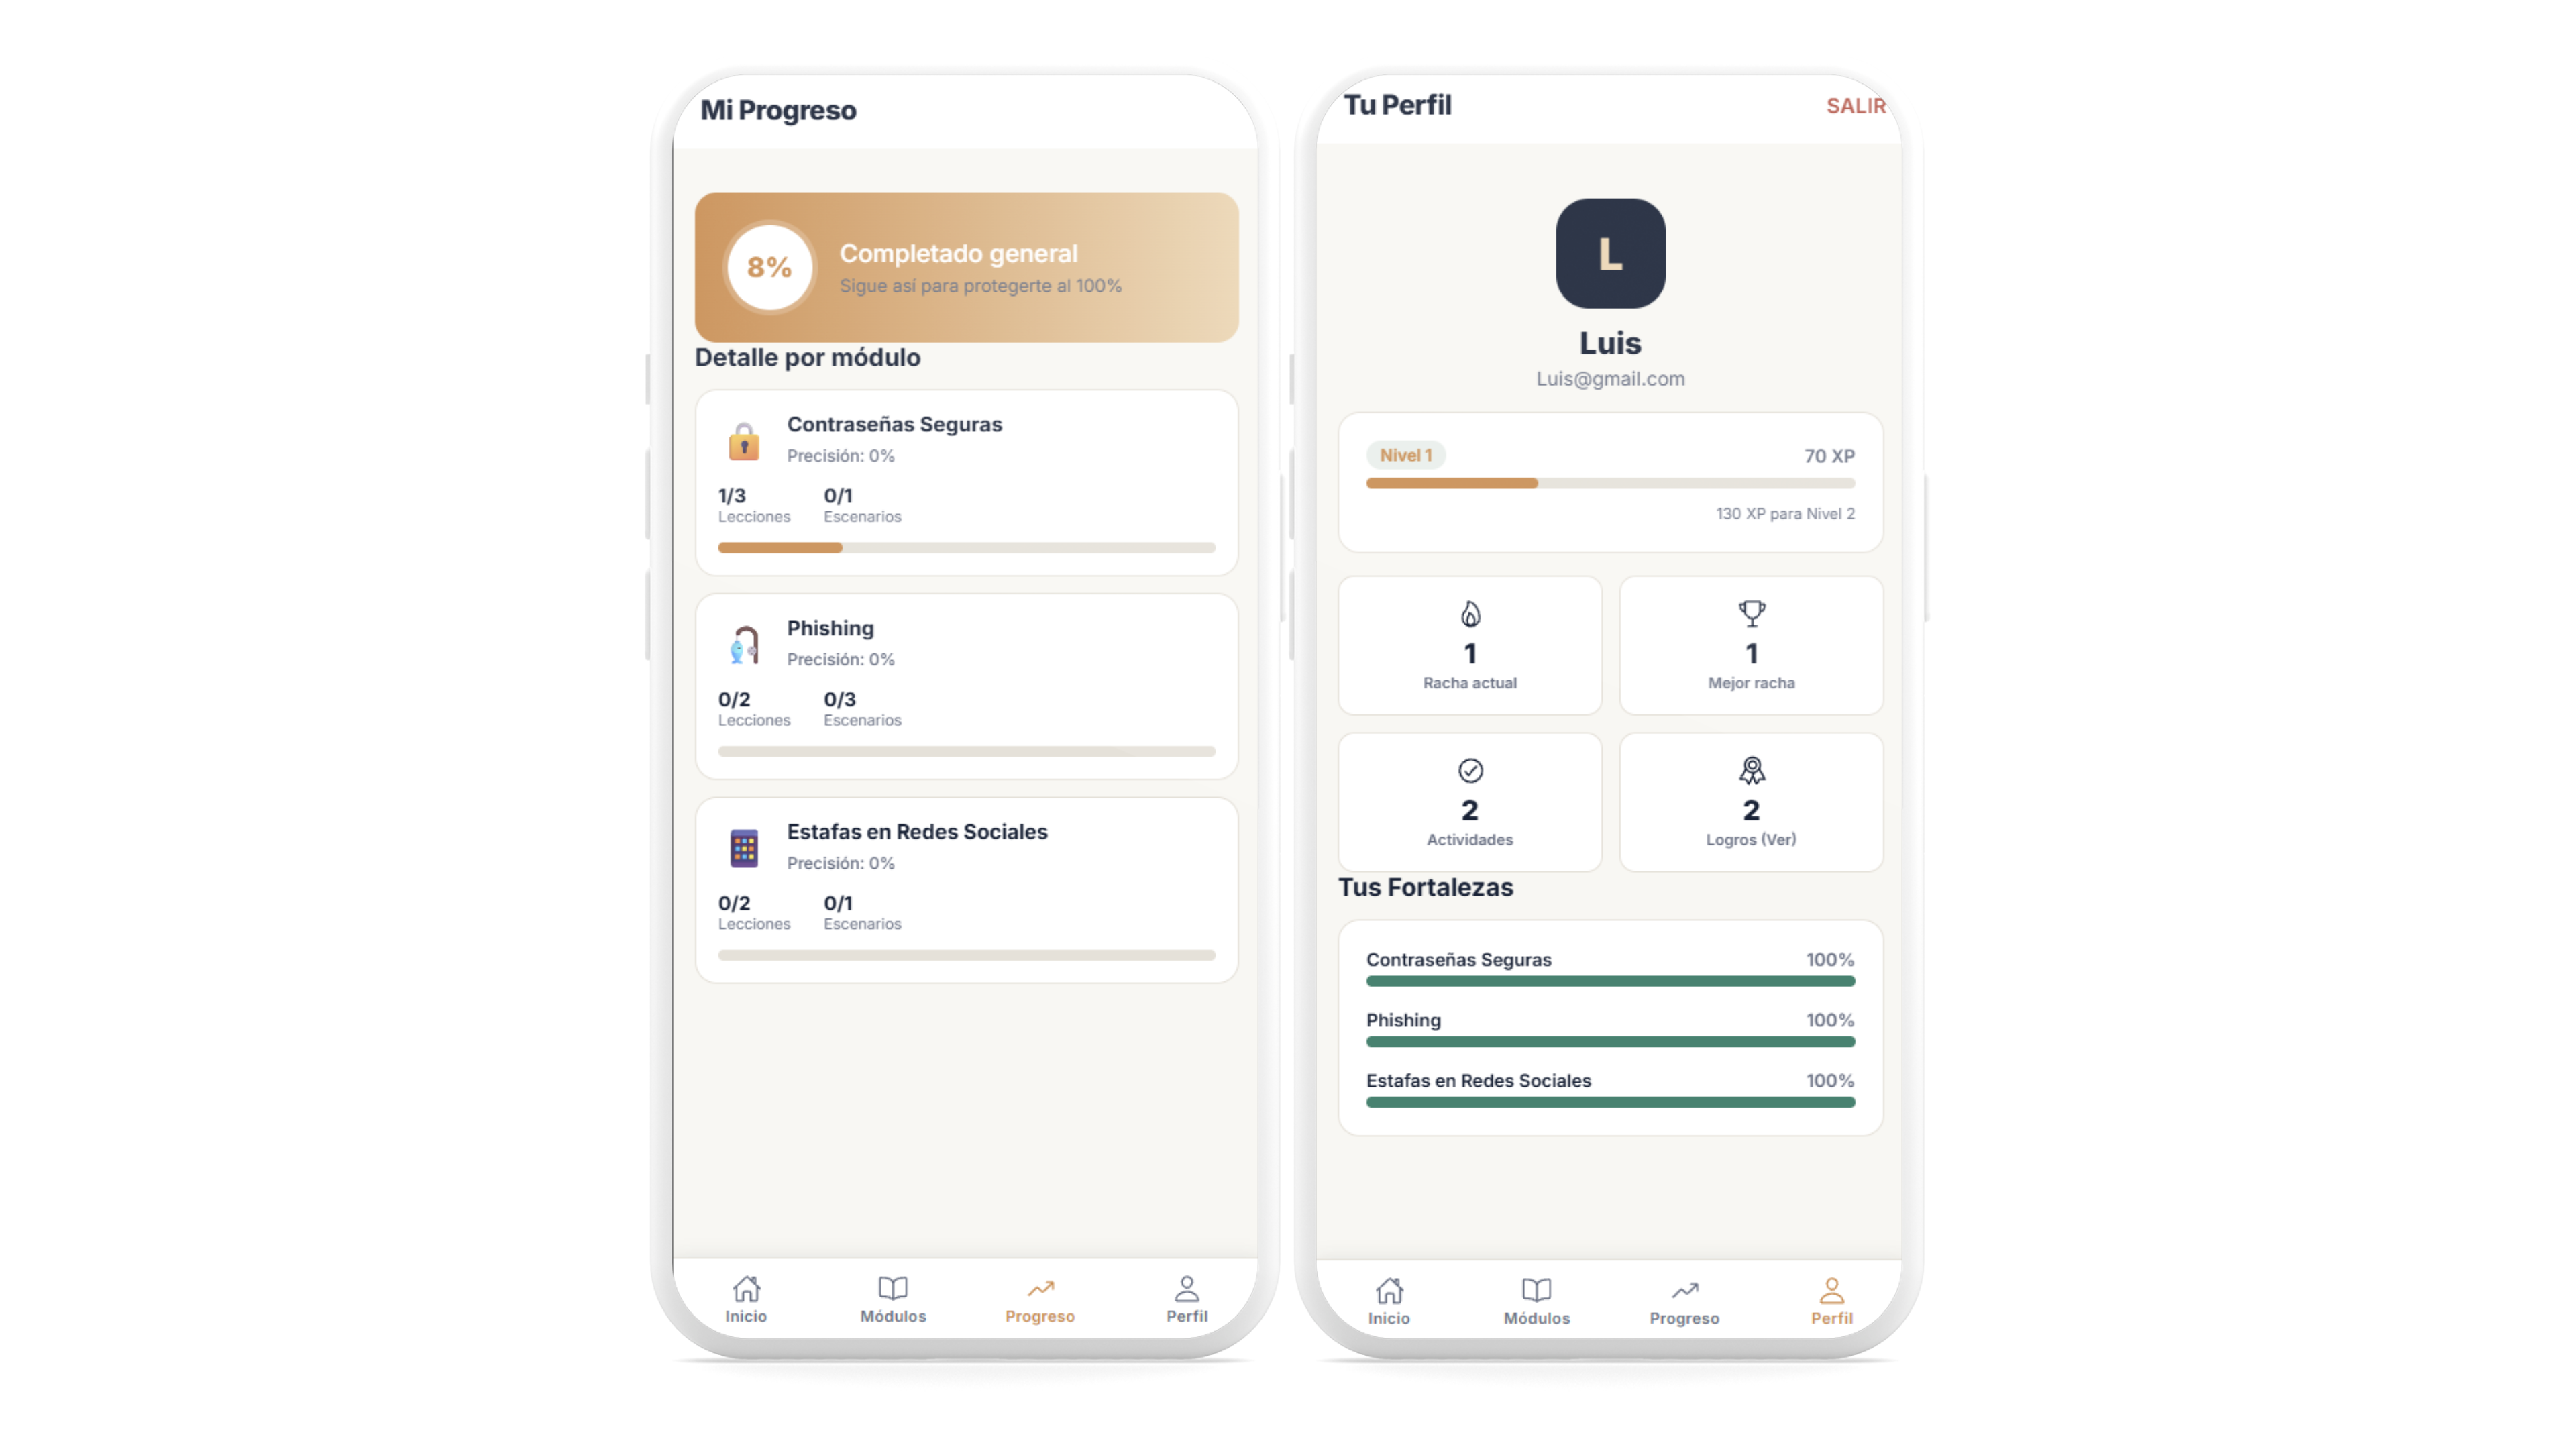 Mi Progreso
8%
Completado general
Sigue así para protegerte al 100%
Detalle por módulo
Contraseñas Seguras
Precisión: 0%
1/3 0/1
Lecciones Escenarios
Phishing
Precisión: 0%
0/2 0/3
Lecciones Escenarios
Estafas en Redes Sociales
Precisión: 0%
0/2 0/1
Lecciones Escenarios
Inicio Módulos Progreso Perfil
Tu Perfil SALIR
L
Luis
Luis@gmail.com
Nivel 1 70 XP
130 XP para Nivel 2
1
Racha actual
1
Mejor racha
2
Actividades
2
Logros (Ver)
Tus Fortalezas
Contraseñas Seguras 100%
Phishing 100%
Estafas en Redes Sociales 100%
Inicio Módulos Progreso Perfil